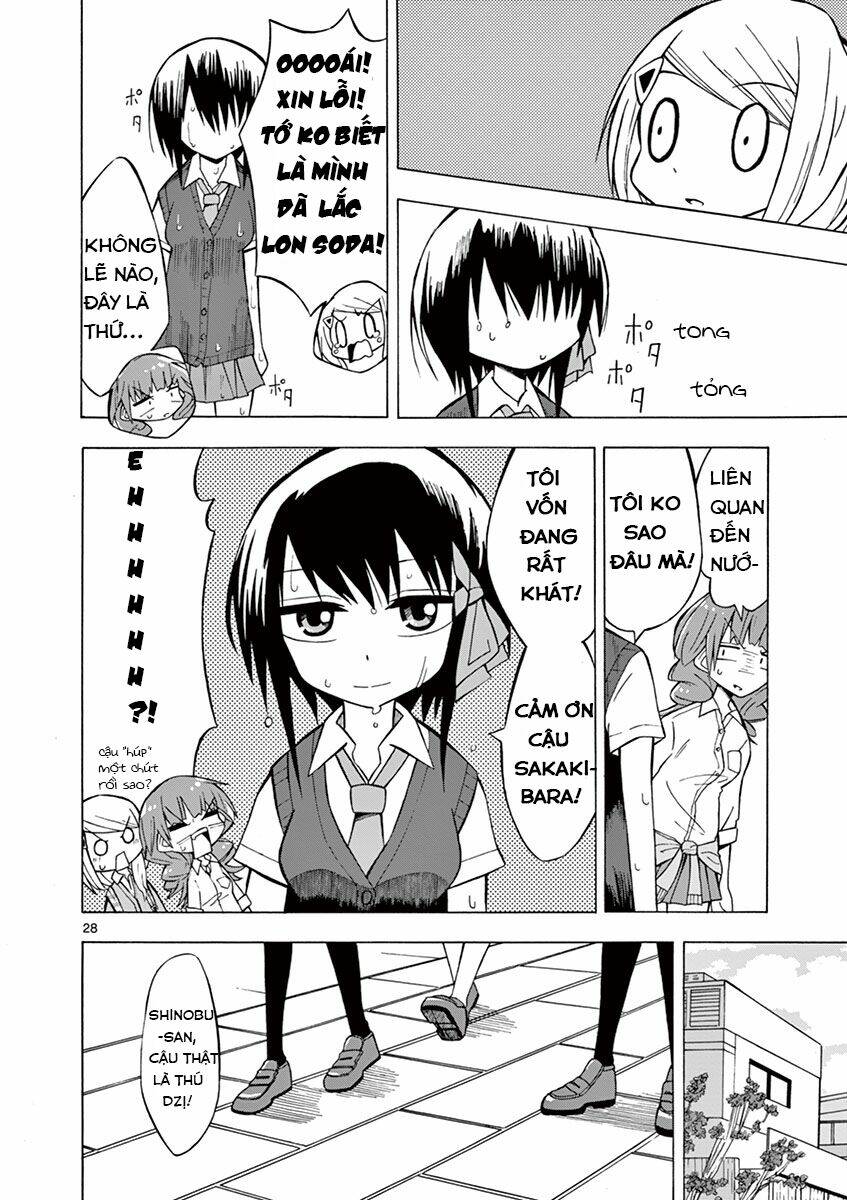 ポタ
tong
ポタ
tỏng
OOOOÁI!
XIN LỖI!
TỚ KO BIẾT
LÀ MÌNH
DÃ LẮC
LON SODA!
ポタ
KHÔNG
LẼ NÀO,
ĐÂY LÀ
THỨ...
ポタ
LIÊN
QUAN
ĐẾN
NƯỚ-
TÔI KO
SAO
ĐÂU MÀ!
TÔI
VỐN
ĐANG
RẤT
KHÁT!
CẢM ƠN
CẬU
SAKAKI-
BARA!
E
H
H
H
H
H
H
?!
cậu "húp"
một chút
rồi sao?
28
SHINOBU
-SAN,
CẬU THẬT
LÀ THÚ
DZỊ!